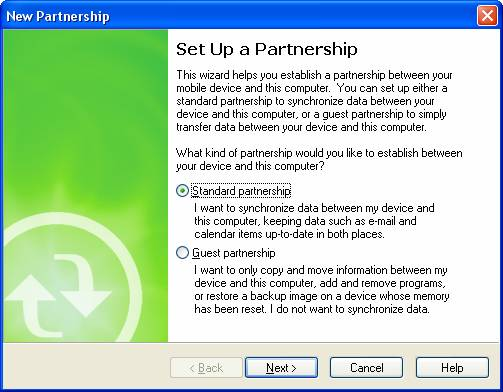 New Partnership
Set Up a Partnership
This wizard helps you establish a partnership between your
mobile device and this computer. You can set up either a
standard partnership to synchronize data between your
device and this computer, or a guest partnership to simply
transfer data between your device and this computer.
What kind of partnership would you like to establish between
your device and this computer?
Standard partnership
I want to synchronize data between my device and
this computer, keeping data such as e-mail and
calendar items up-to-date in both places.
Guest partnership
I want to only copy and move information between my
device and this computer, add and remove programs,
or restore a backup image on a device whose memory
has been reset. I do not want to synchronize data.
< Back
Next >
Cancel
Help